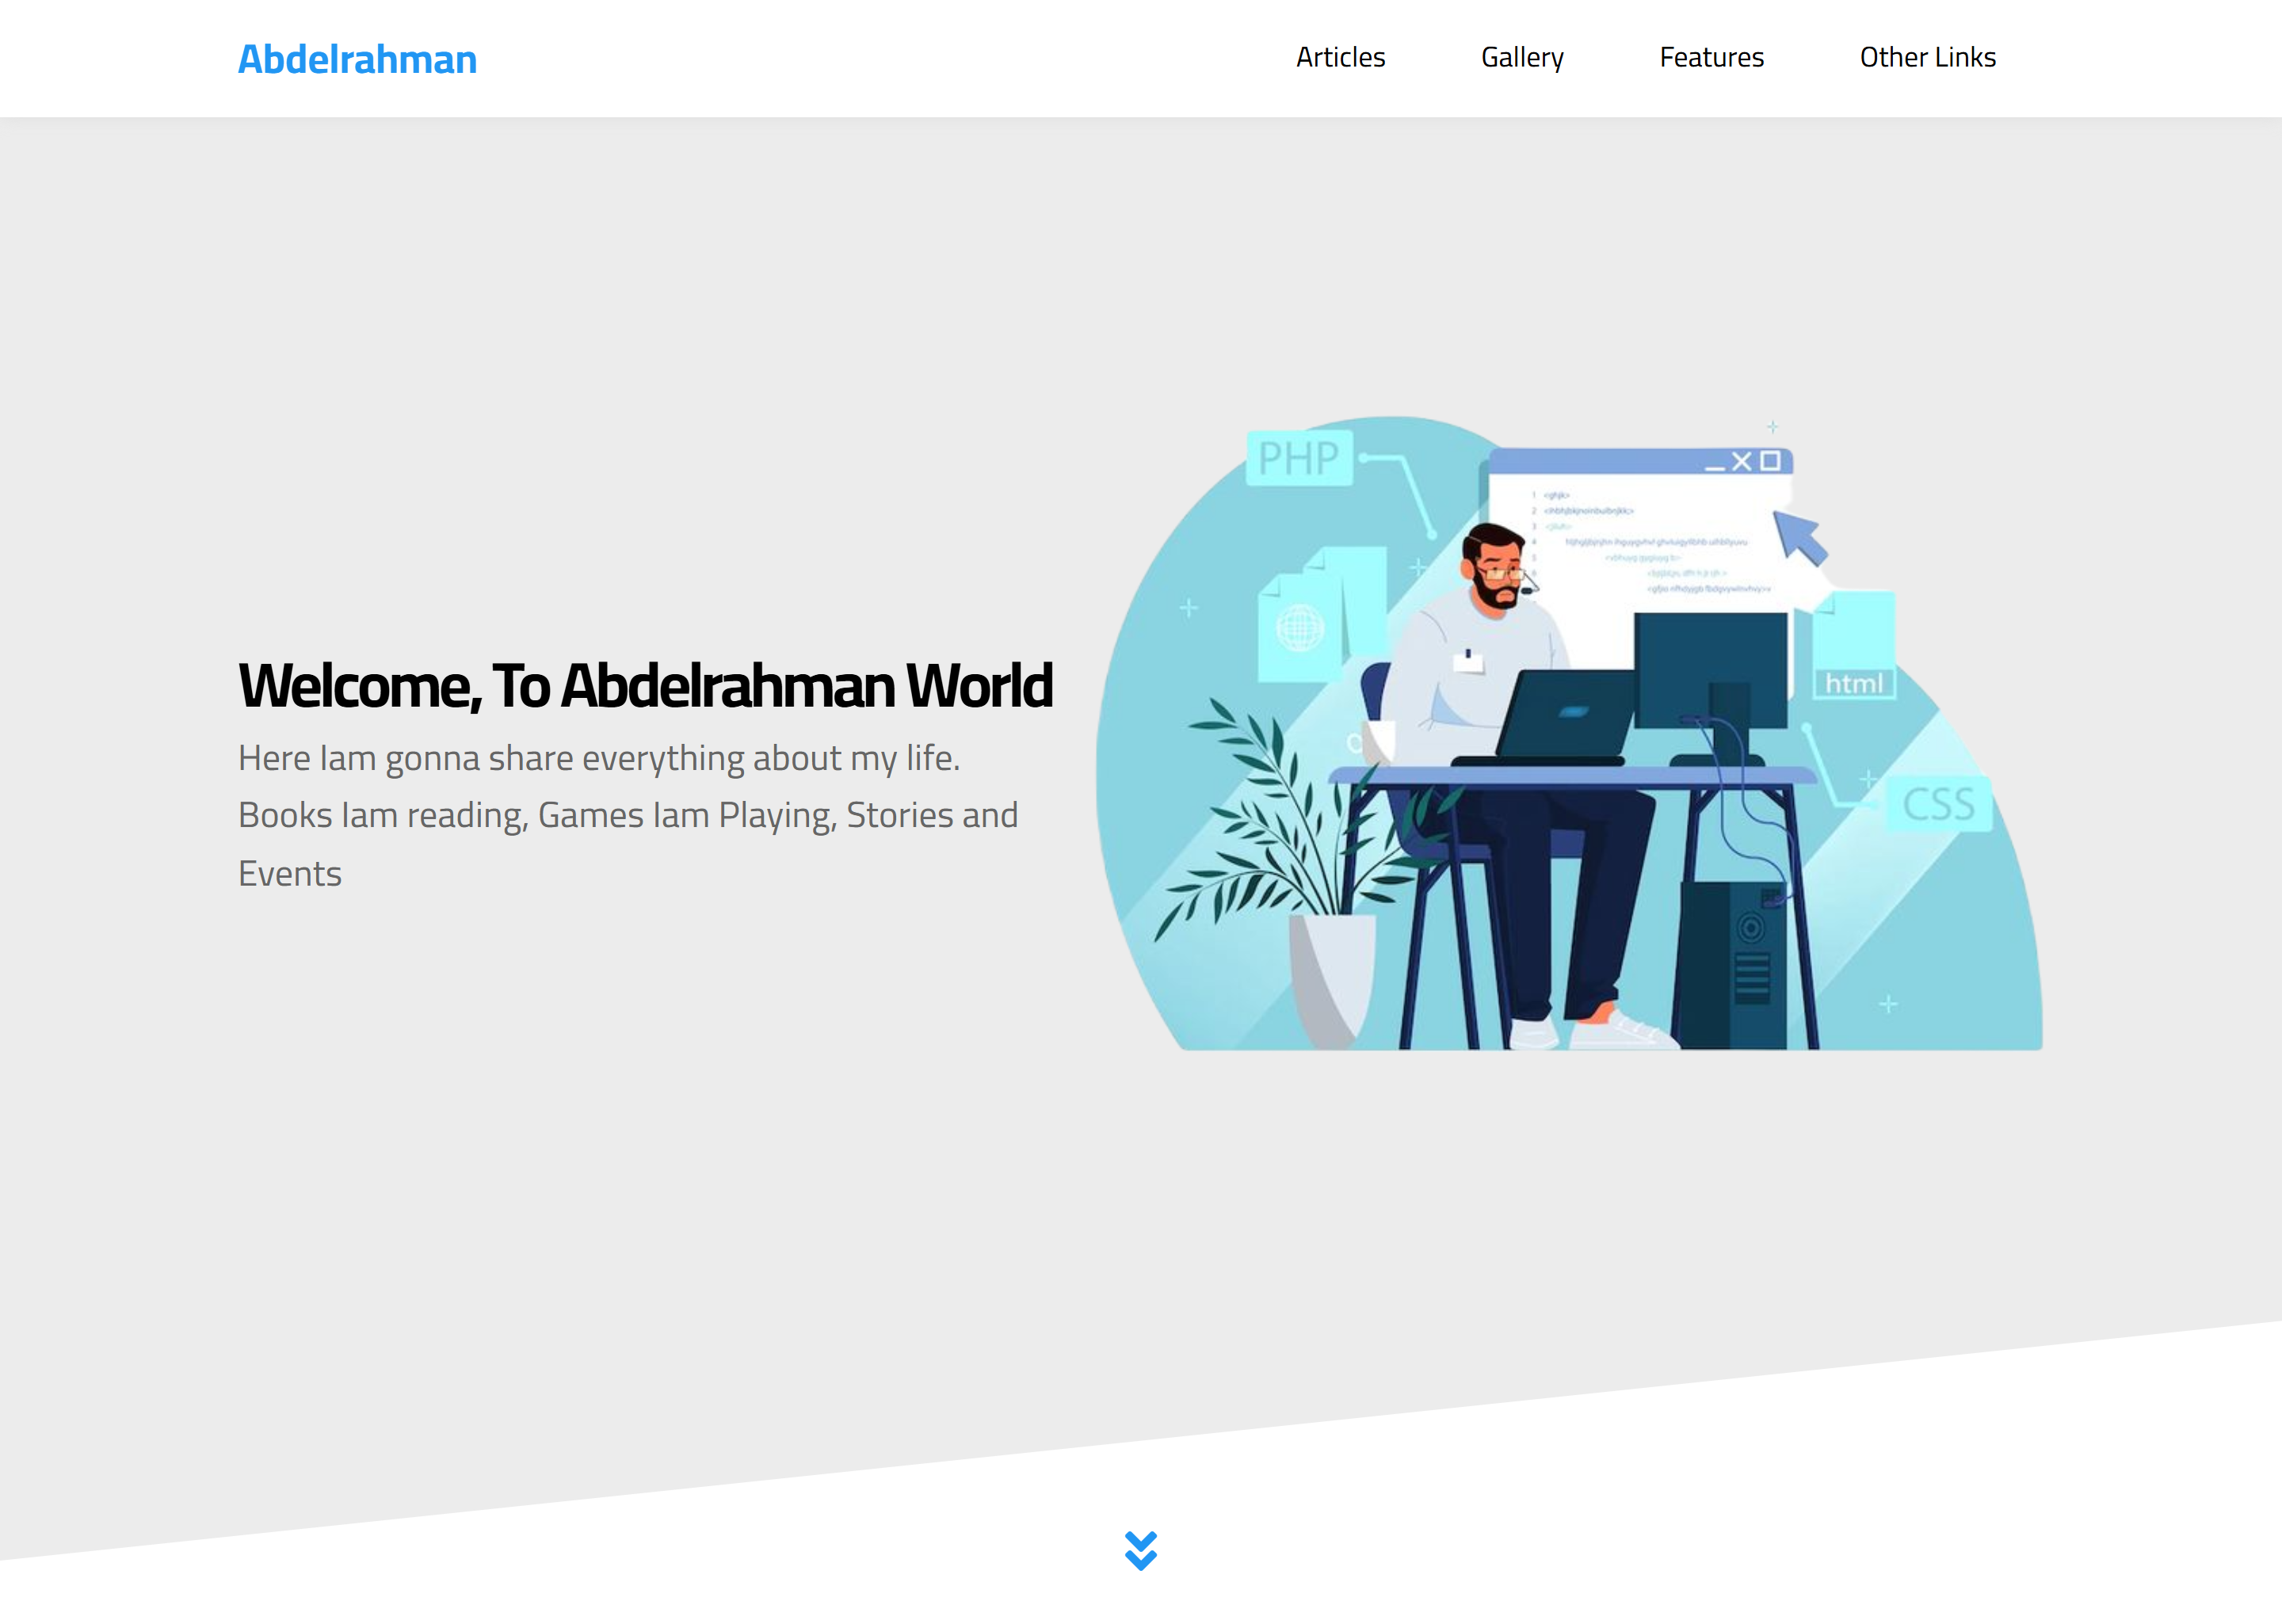 Abdelrahman
Articles
Gallery
Features
Other Links
Welcome, To Abdelrahman World
Here Iam gonna share everything about my life.
Books Iam reading, Games Iam Playing, Stories and
Events
PHP
html
CSS